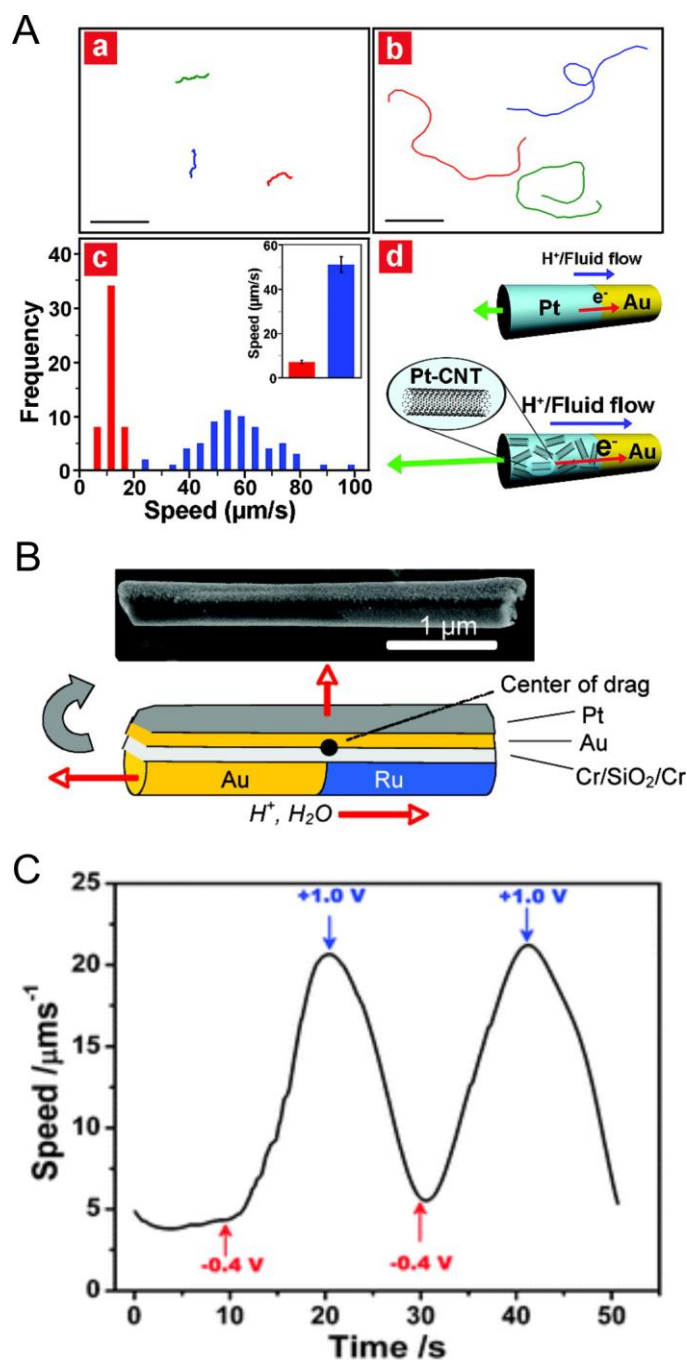 A
a
b
c
Frequency
40
30
20
10
0
0
20
40
60
80
100
Speed (µm/s)
Speed (µm/s)
60
40
20
0
d
H⁺/Fluid flow
Pt
e⁻
Au
Pt-CNT
H⁺/Fluid flow
e⁻
Au
B
1 µm
Center of drag
Pt
Au
Cr/SiO₂/Cr
Au
Ru
H⁺, H₂O
C
Speed /µms⁻¹
25
20
15
10
5
0
+1.0 V
+1.0 V
-0.4 V
-0.4 V
0
10
20
30
40
50
Time /s